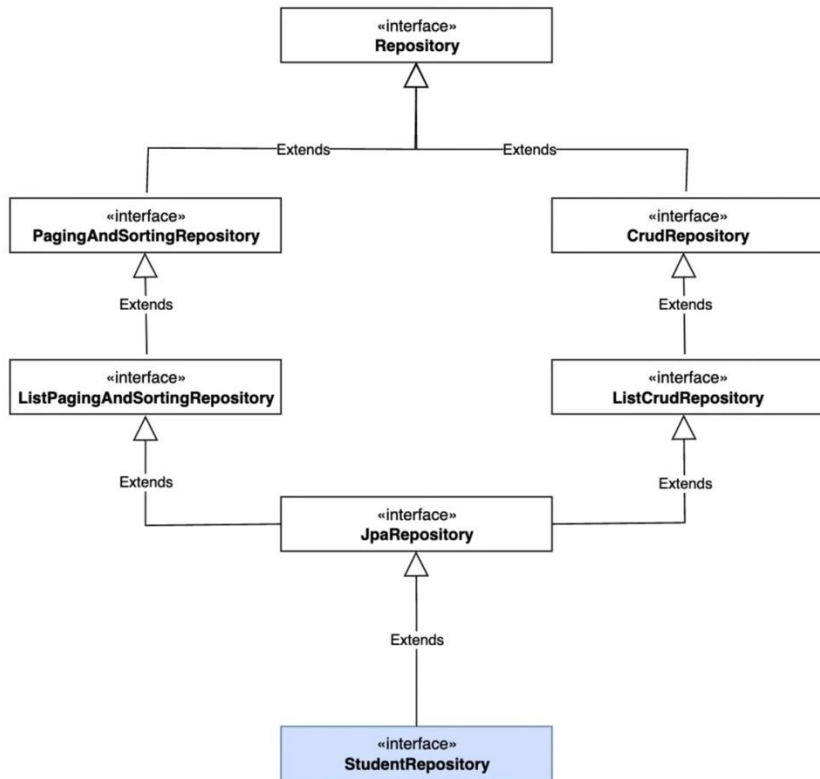 «interface»
Repository
Extends
Extends
«interface»
PagingAndSortingRepository
«interface»
CrudRepository
Extends
Extends
«interface»
ListPagingAndSortingRepository
«interface»
ListCrudRepository
Extends
Extends
«interface»
JpaRepository
Extends
«interface»
StudentRepository